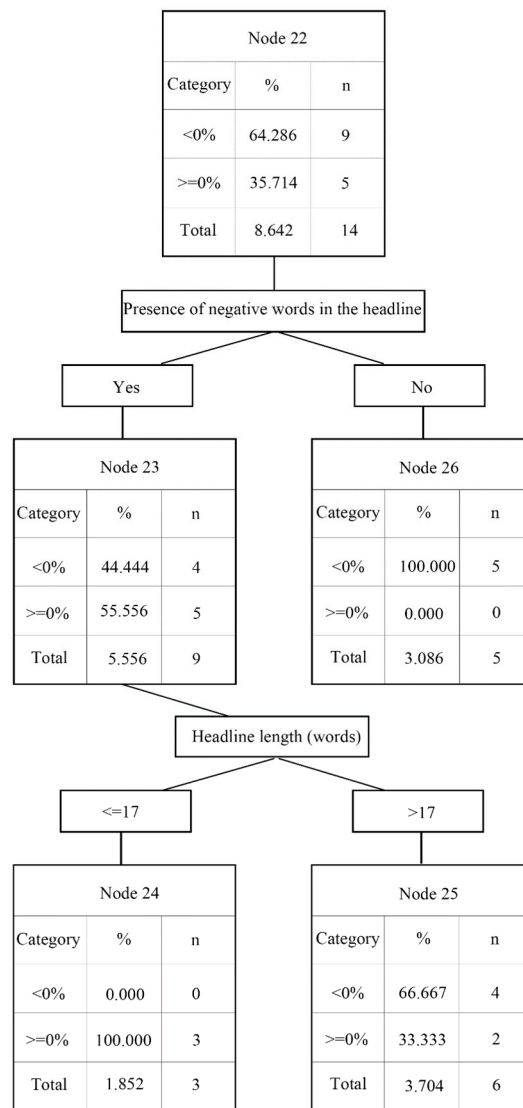 Node 22
Category % n
<0% 64.286 9
>=0% 35.714 5
Total 8.642 14
Presence of negative words in the headline
Yes
No
Node 23
Category % n
<0% 44.444 4
>=0% 55.556 5
Total 5.556 9
Node 26
Category % n
<0% 100.000 5
>=0% 0.000 0
Total 3.086 5
Headline length (words)
<=17
>17
Node 24
Category % n
<0% 0.000 0
>=0% 100.000 3
Total 1.852 3
Node 25
Category % n
<0% 66.667 4
>=0% 33.333 2
Total 3.704 6